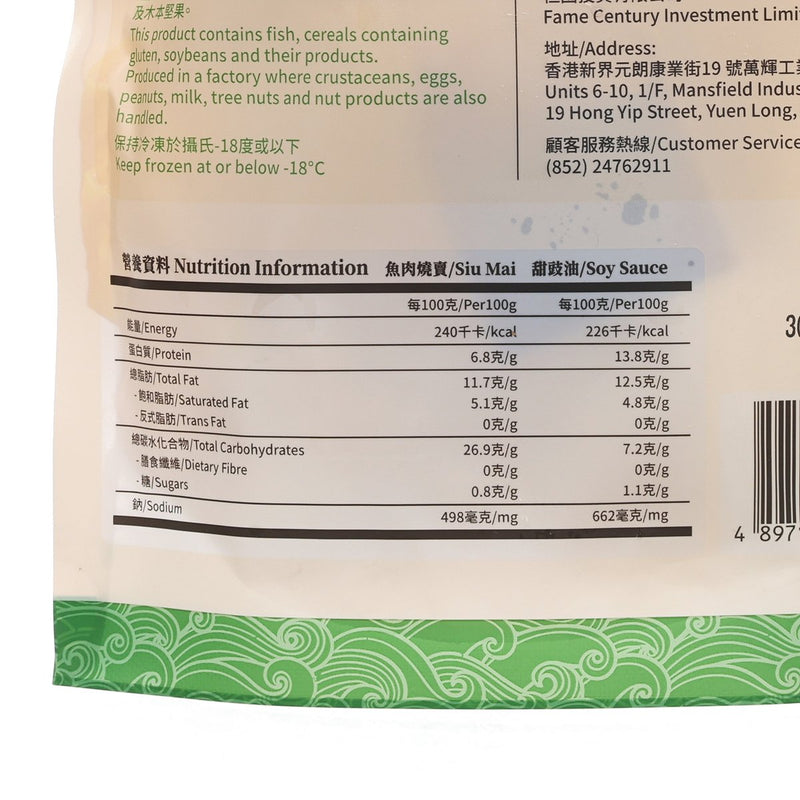 及木本堅果。
This product contains fish, cereals containing
gluten, soybeans and their products.
Produced in a factory where crustaceans, eggs,
peanuts, milk, tree nuts and nut products are also
handled.
保持冷凍於攝氏-18度或以下
Keep frozen at or below -18°C
Fame Century Investment Limi
地址/Address:
香港新界元朗康業街19 號萬輝工業
Units 6-10, 1/F, Mansfield Indus
19 Hong Yip Street, Yuen Long,
顧客服務熱線/Customer Service
(852) 24762911
營養資料 Nutrition Information 魚肉燒賣/Siu Mai 甜豉油/Soy Sauce
每100克/Per100g 每100克/Per100g
能量/Energy 240千卡/kcal 226千卡/kcal
蛋白質/Protein 6.8克/g 13.8克/g
總脂肪/Total Fat 11.7克/g 12.5克/g
- 飽和脂肪/Saturated Fat 5.1克/g 4.8克/g
- 反式脂肪/Trans Fat 0克/g 0克/g
總碳水化合物/Total Carbohydrates 26.9克/g 7.2克/g
- 膳食纖維/Dietary Fibre 0克/g 0克/g
- 糖/Sugars 0.8克/g 1.1克/g
鈉/Sodium 498毫克/mg 662毫克/mg
30
4 897